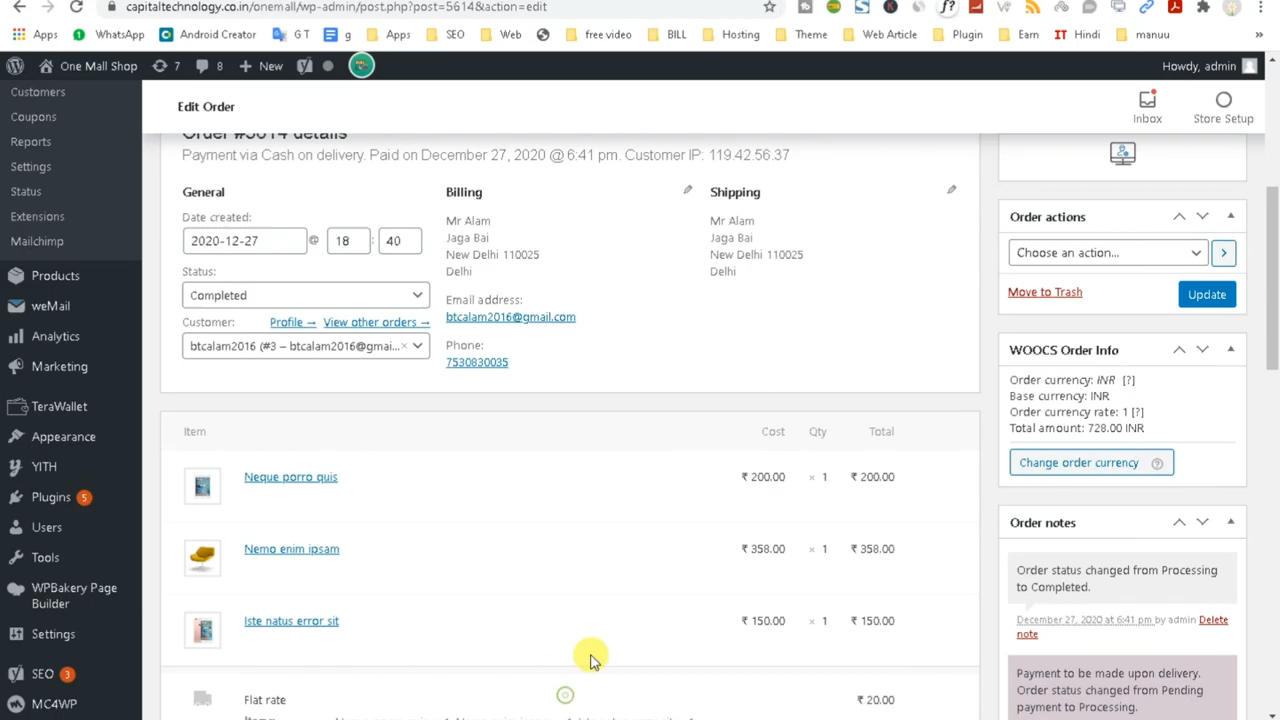 capitaltechnology.co.in/onemall/wp-admin/post.php?post=5614&action=edit
Apps WhatsApp Android Creator G T g Apps SEO Web free video BILL Hosting Theme Web Article Plugin Earn IT Hindi manuu »
One Mall Shop 7 8 + New Howdy, admin
Customers
Coupons
Reports
Settings
Status
Extensions
Mailchimp
Products
weMail
Analytics
Marketing
TeraWallet
Appearance
YITH
Plugins 5
Users
Tools
WPBakery Page
Builder
Settings
SEO 3
MC4WP
Edit Order
Inbox
Store Setup
Order #5614 details
Payment via Cash on delivery. Paid on December 27, 2020 @ 6:41 pm. Customer IP: 119.42.56.37
General
Date created:
2020-12-27 @ 18 : 40
Status:
Completed
Customer: Profile → View other orders →
btcalam2016 (#3 – btcalam2016@gmai... ×
Billing
Mr Alam
Jaga Bai
New Delhi 110025
Delhi
Email address:
btcalam2016@gmail.com
Phone:
7530830035
Shipping
Mr Alam
Jaga Bai
New Delhi 110025
Delhi
Item Cost Qty Total
Neque porro quis ₹ 200.00 × 1 ₹ 200.00
Nemo enim ipsam ₹ 358.00 × 1 ₹ 358.00
Iste natus error sit ₹ 150.00 × 1 ₹ 150.00
Flat rate ₹ 20.00
Order actions
Choose an action...
Move to Trash Update
WOOCS Order Info
Order currency: INR [?]
Base currency: INR
Order currency rate: 1 [?]
Total amount: 728.00 INR
Change order currency ?
Order notes
Order status changed from Processing
to Completed.
December 27, 2020 at 6:41 pm by admin Delete
note
Payment to be made upon delivery.
Order status changed from Pending
payment to Processing.